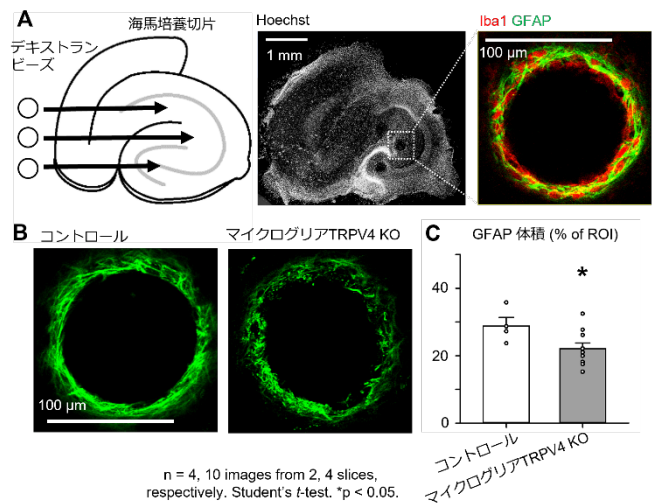 A
海馬培養切片
デキストラン
ビーズ
Hoechst
1 mm
Iba1 GFAP
100 μm
B
コントロール
マイクログリアTRPV4 KO
100 μm
C
GFAP 体積 (% of ROI)
*
40
20
0
コントロール
マイクログリアTRPV4 KO
n = 4, 10 images from 2, 4 slices,
respectively. Student's t-test. *p < 0.05.